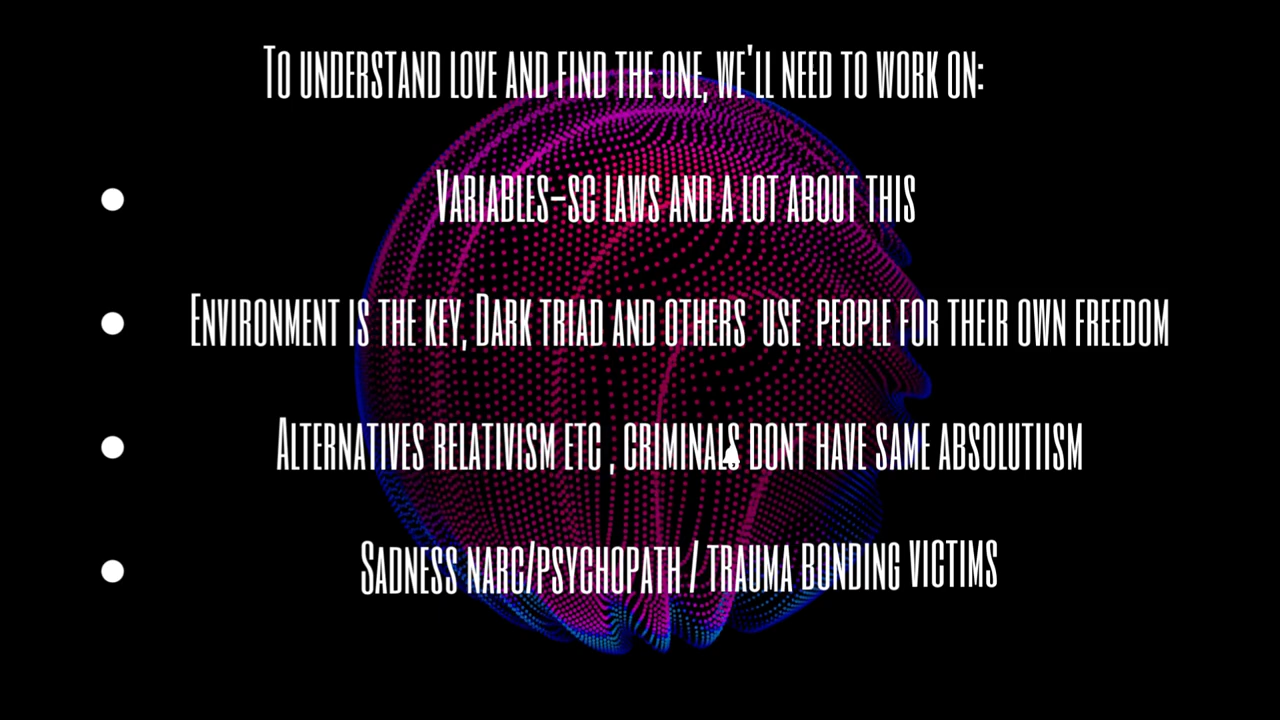 To understand love and find the one, we'll need to work on:
Variables-sc laws and a lot about this
Environment is the key, Dark triad and others use people for their own freedom
Alternatives relativism etc , criminals dont have same absolutiism
Sadness narc/psychopath / trauma bonding victims